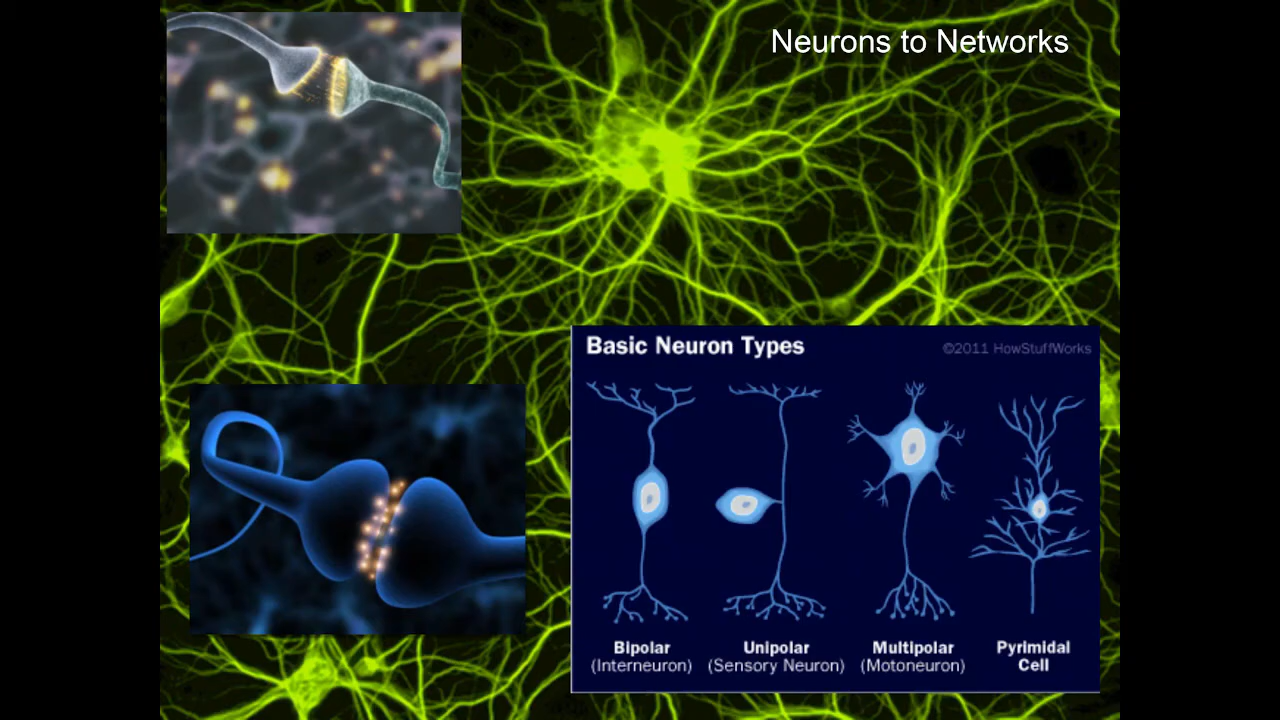 Neurons to Networks
Basic Neuron Types
©2011 HowStuffWorks
Bipolar
(Interneuron)
Unipolar
(Sensory Neuron)
Multipolar
(Motoneuron)
Pyrimidal
Cell